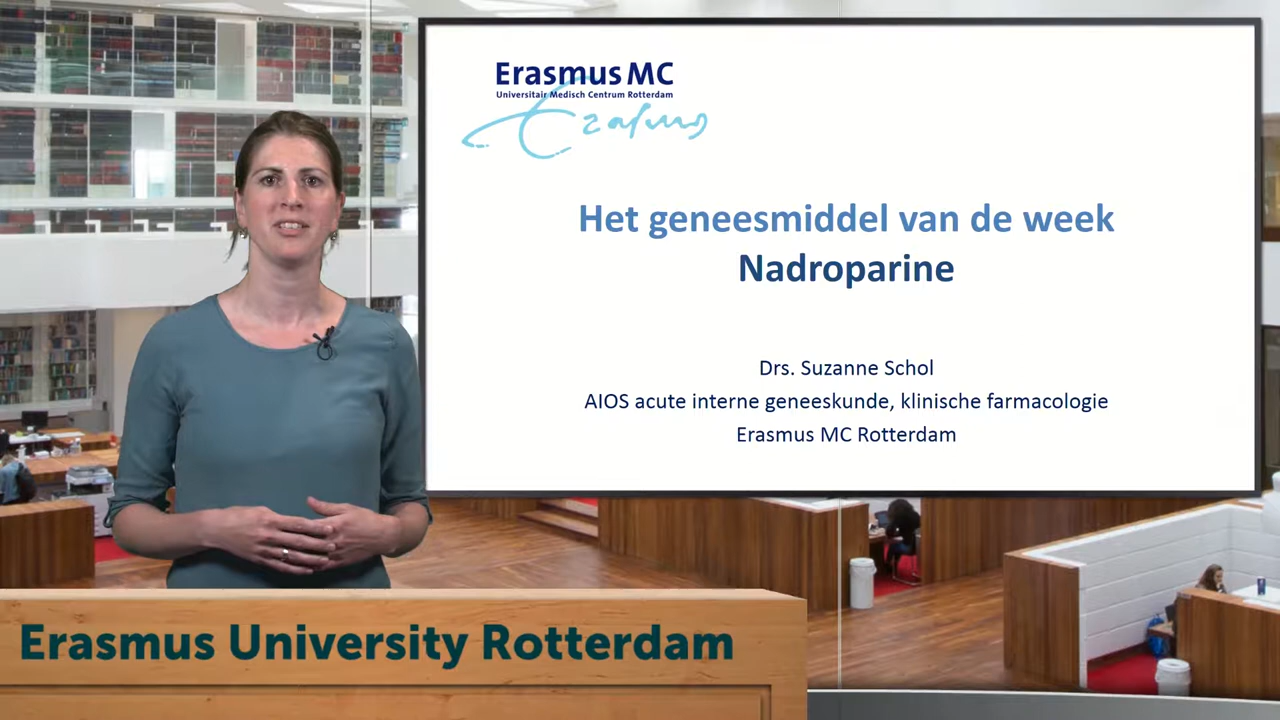 Erasmus MC
Universitair Medisch Centrum Rotterdam
Erasmus
Het geneesmiddel van de week
Nadroparine
Drs. Suzanne Schol
AIOS acute interne geneeskunde, klinische farmacologie
Erasmus MC Rotterdam
Erasmus University Rotterdam